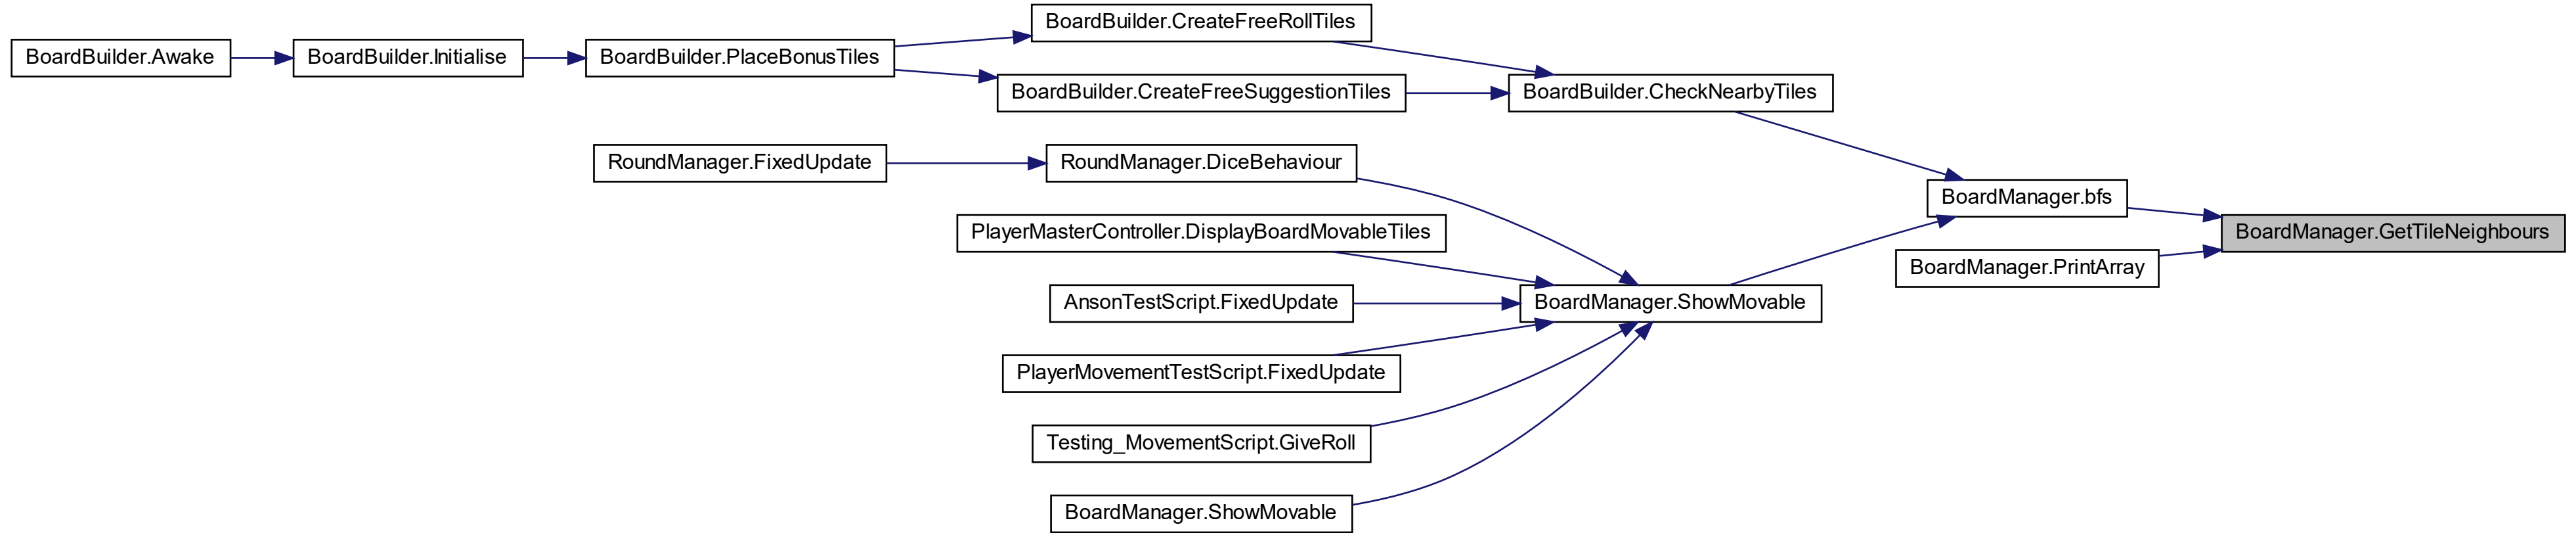 BoardBuilder.CreateFreeRollTiles
BoardBuilder.Awake
BoardBuilder.Initialise
BoardBuilder.PlaceBonusTiles
BoardBuilder.CreateFreeSuggestionTiles
BoardBuilder.CheckNearbyTiles
RoundManager.FixedUpdate
RoundManager.DiceBehaviour
BoardManager.bfs
PlayerMasterController.DisplayBoardMovableTiles
BoardManager.GetTileNeighbours
BoardManager.PrintArray
AnsonTestScript.FixedUpdate
BoardManager.ShowMovable
PlayerMovementTestScript.FixedUpdate
Testing_MovementScript.GiveRoll
BoardManager.ShowMovable